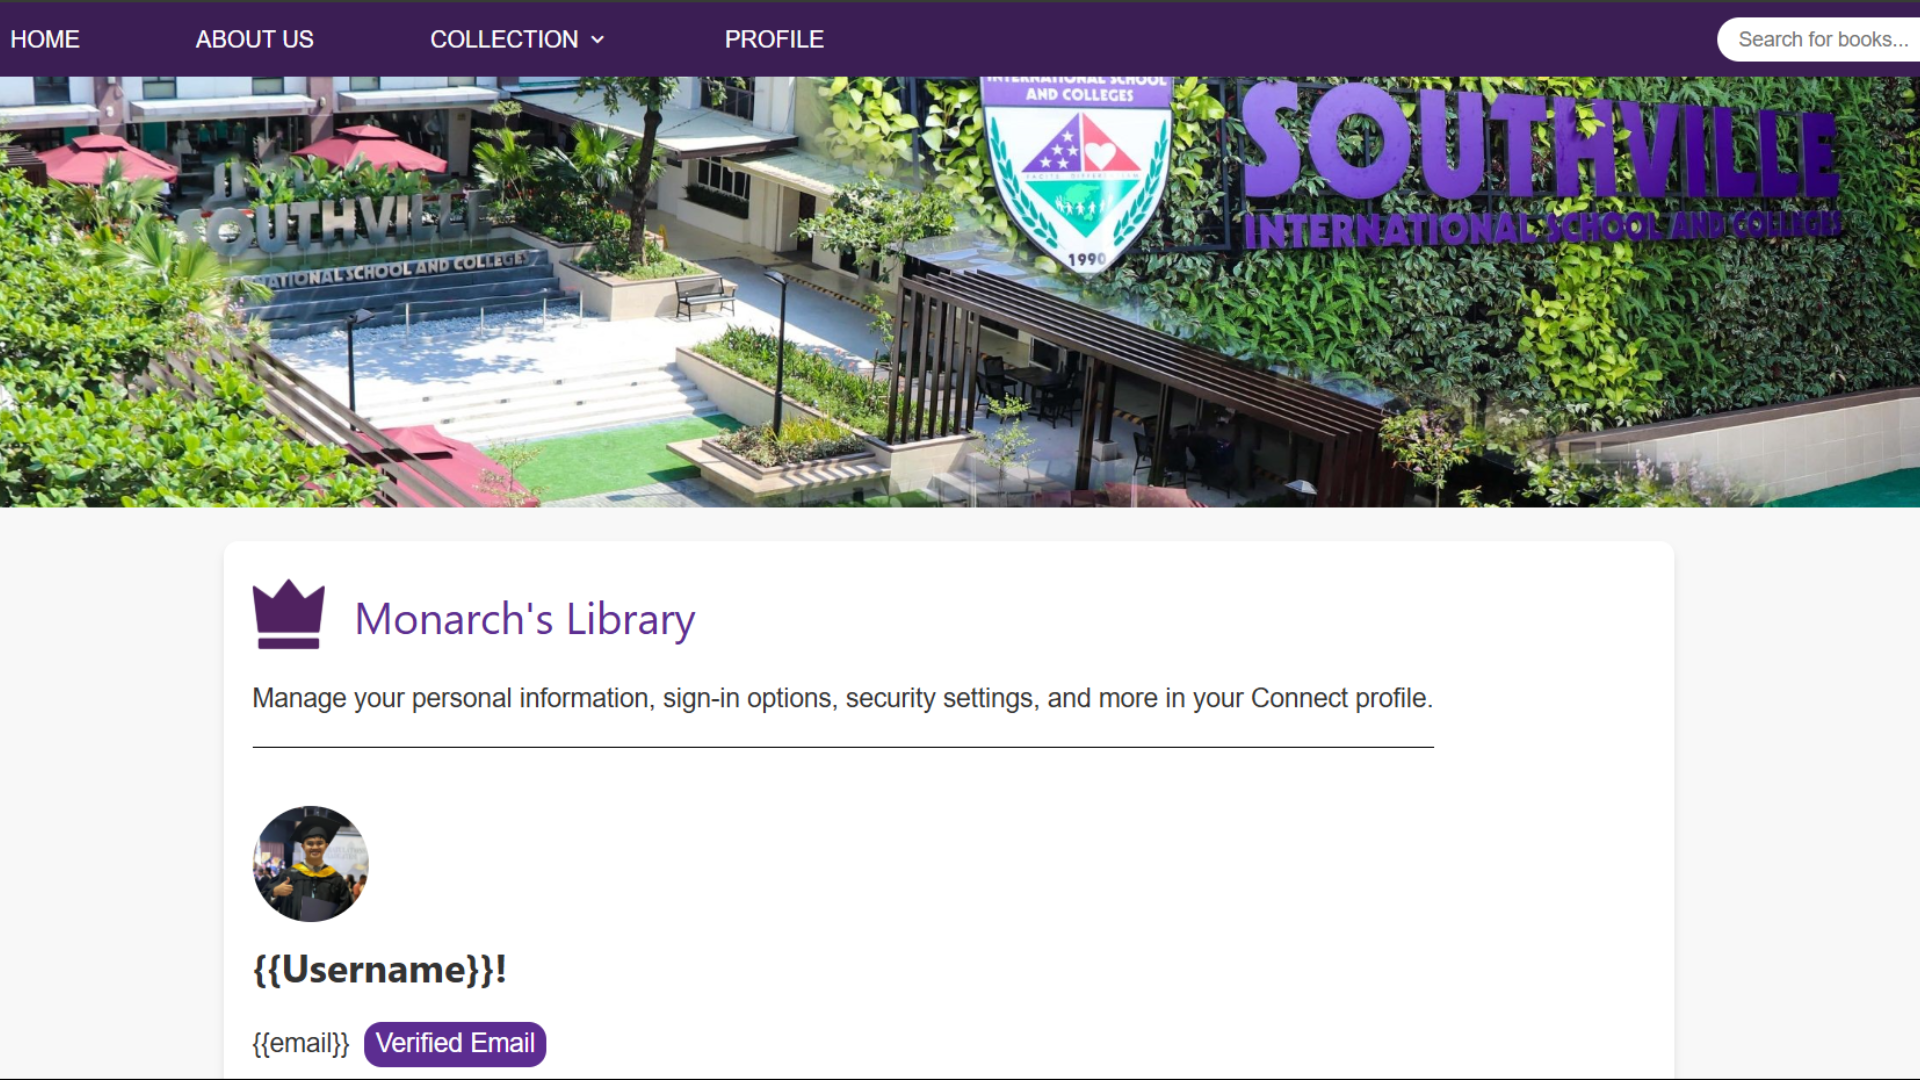 HOME
ABOUT US
COLLECTION
PROFILE
Search for books...
INTERNATIONAL SCHOOL
AND COLLEGES
1990
SOUTHVILLE
INTERNATIONAL SCHOOL AND COLLEGES
SOUTHVILLE
NATIONAL SCHOOL AND COLLEGES
Monarch's Library
Manage your personal information, sign-in options, security settings, and more in your Connect profile.
{{Username}}!
{{email}}
Verified Email